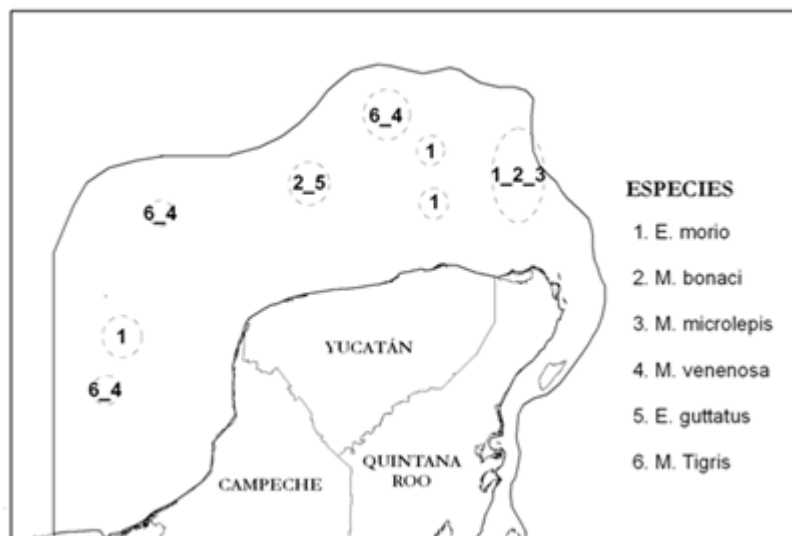 6_4
1
1_2_3
2_5
1
6_4
1
6_4
YUCATÁN
CAMPECHE
QUINTANA
ROO
ESPECIES
1. E. morio
2. M. bonaci
3. M. microlepis
4. M. venenosa
5. E. guttatus
6. M. Tigris